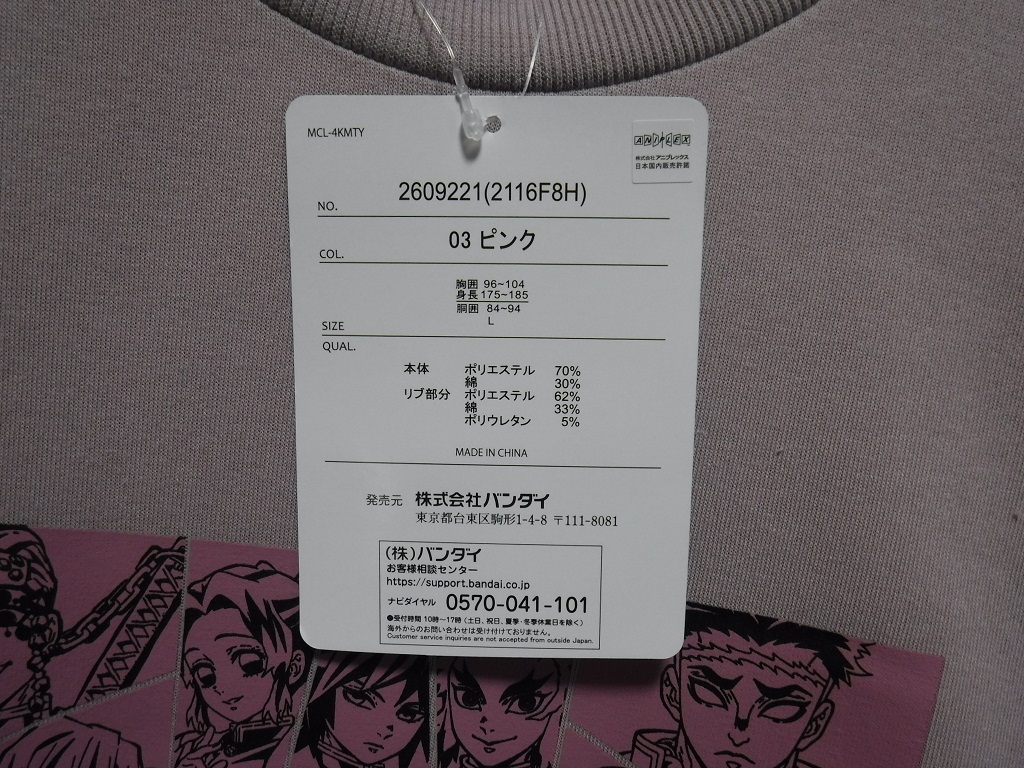 MCL-4KMTY
ANIPLEX
株式会社アニプレックス
日本国内販売許諾
NO. 2609221(2116F8H)
COL. 03 ピンク
胸囲 96~104
身長 175~185
胴囲 84~94
SIZE L
QUAL.
本体 ポリエステル 70%
綿 30%
リブ部分 ポリエステル 62%
綿 33%
ポリウレタン 5%
MADE IN CHINA
発売元 株式会社バンダイ
東京都台東区駒形1-4-8 〒111-8081
(株)バンダイ
お客様相談センター
https://support.bandai.co.jp
ナビダイヤル 0570-041-101
●受付時間 10時~17時 (土日、祝日、夏季・冬季休業日を除く)
海外からのお問い合わせは受け付けておりません。
Customer service inquiries are not accepted from outside Japan.